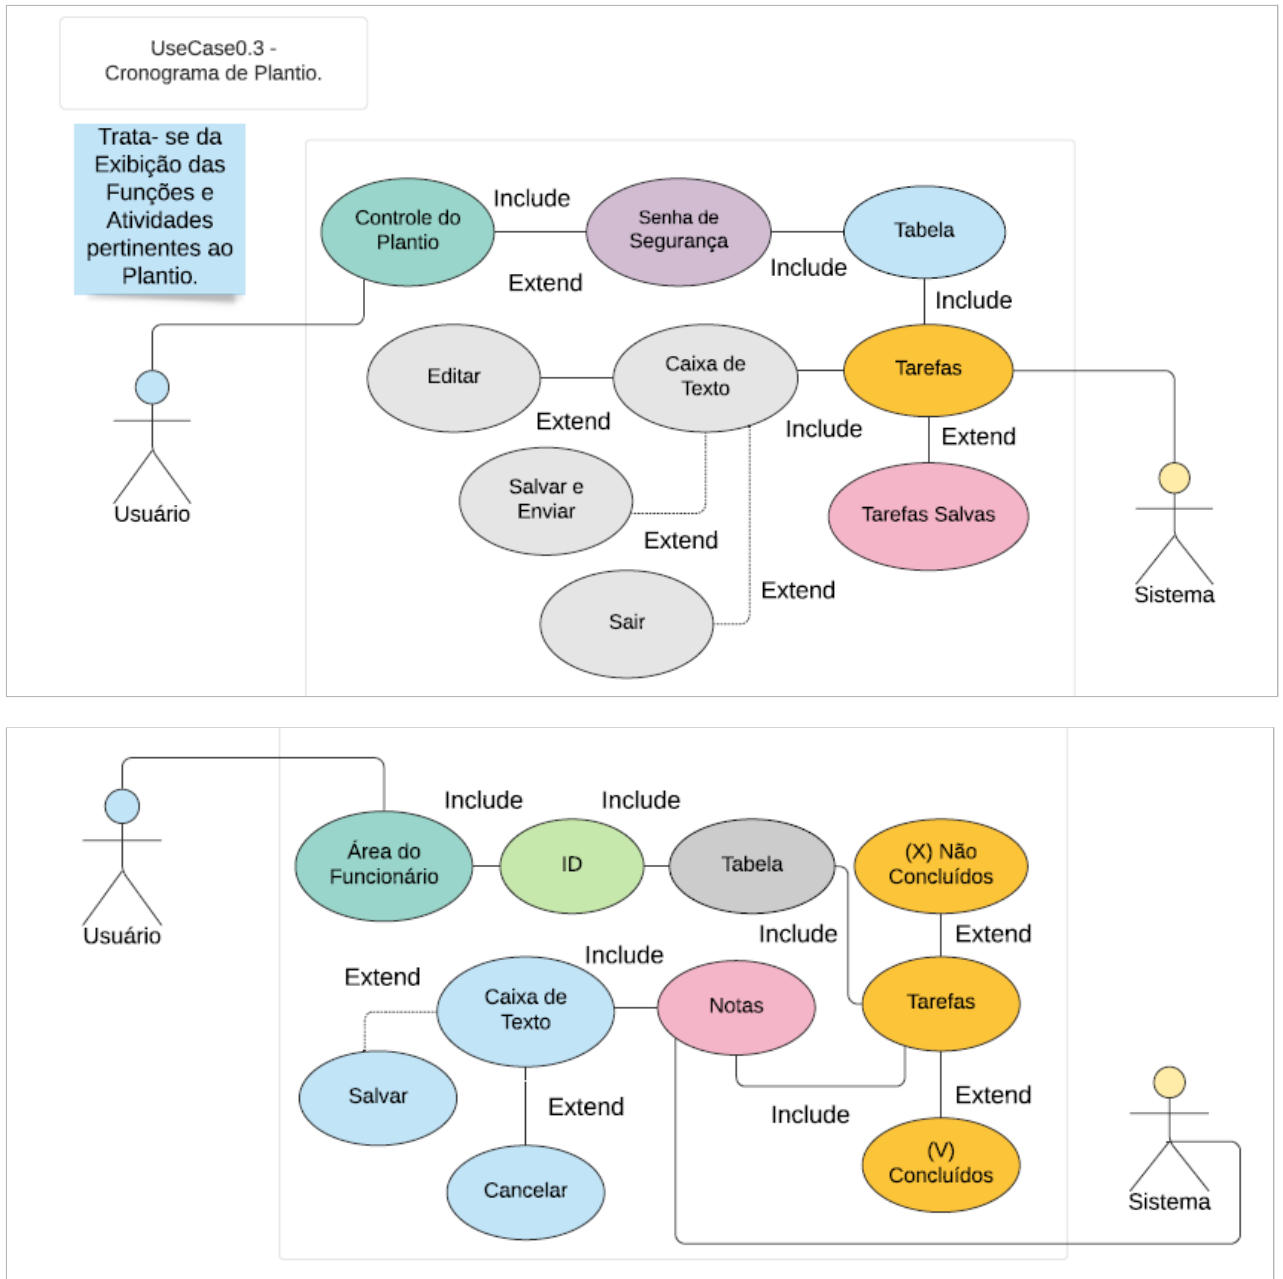 UseCase0.3 -
Cronograma de Plantio.
Trata- se da
Exibição das
Funções e
Atividades
pertinentes ao
Plantio.
Controle do
Plantio
Include
Extend
Senha de
Segurança
Include
Tabela
Include
Editar
Extend
Caixa de
Texto
Include
Tarefas
Extend
Usuário
Salvar e
Enviar
Extend
Tarefas Salvas
Sair
Extend
Sistema
Usuário
Área do
Funcionário
Include
ID
Include
Tabela
Include
(X) Não
Concluídos
Extend
Extend
Caixa de
Texto
Include
Notas
Include
Tarefas
Extend
Salvar
Extend
Cancelar
(V)
Concluídos
Sistema